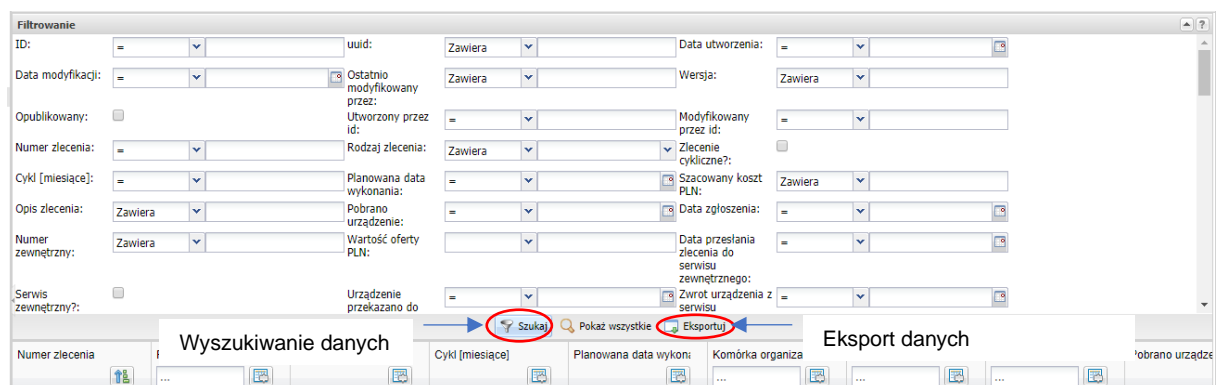 Filtrowanie
ID: = uuid: Zawiera Data utworzenia: =
Data modyfikacji: = Ostatnio modyfikowany przez: Zawiera Wersja: Zawiera
Opublikowany: Utworzony przez id: = Modyfikowany przez id: =
Numer zlecenia: = Rodzaj zlecenia: Zawiera Zlecenie cykliczne?:
Cykl [miesiące]: = Planowana data wykonania: = Szacowany koszt PLN: Zawiera
Opis zlecenia: Zawiera Pobrano urządzenie: = Data zgłoszenia: =
Numer zewnętrzny: Zawiera Wartość oferty PLN: Data przesłania zlecenia do serwisu zewnętrznego: =
Serwis zewnętrzny?: Urządzenie przekazano do = Zwrot urządzenia z serwisu =
Szukaj Pokaż wszystkie Eksportuj
Wyszukiwanie danych Eksport danych
Numer zlecenia Cykl [miesiące] Planowana data wykona Komórka organiza Pobrano urządze
... ... ... ...